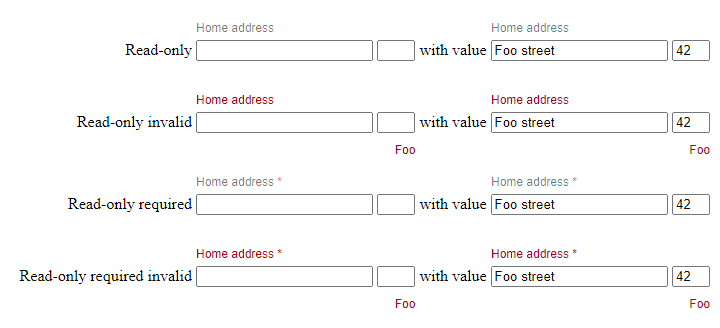 Home address Home address
Read-only with value Foo street 42
Home address Home address
Read-only invalid with value Foo street 42
Foo Foo
Home address * Home address *
Read-only required with value Foo street 42
Home address * Home address *
Read-only required invalid with value Foo street 42
Foo Foo